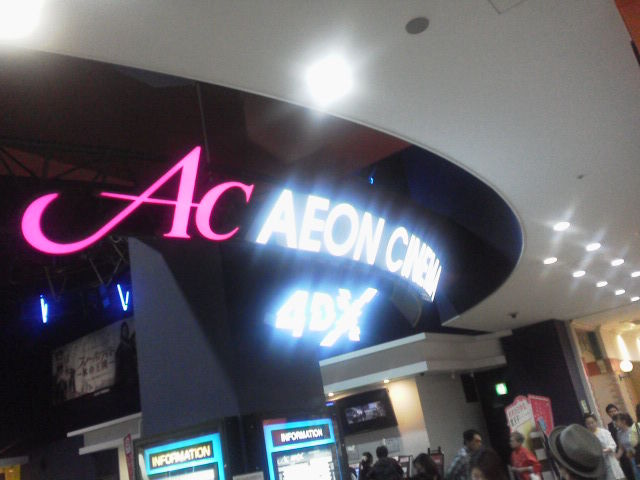 AC
AEON CINEMA
4DX
INFORMATION
INFORMATION